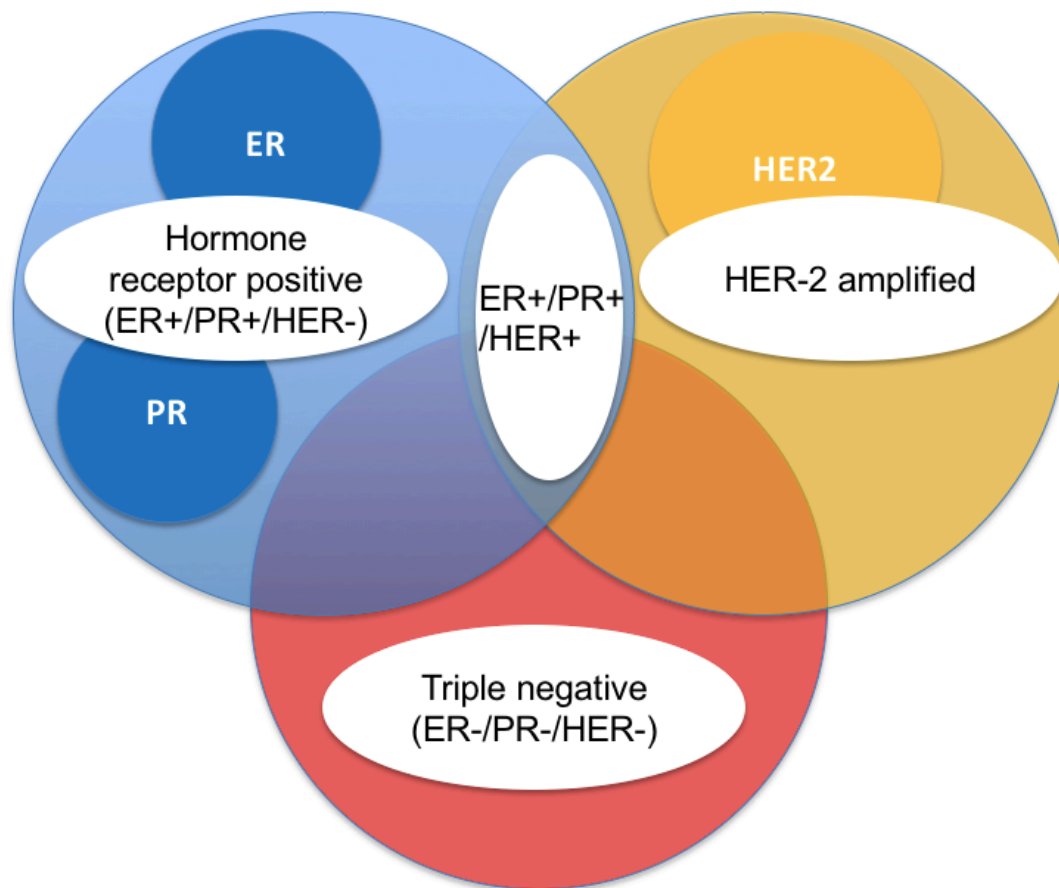 ER
HER2
Hormone
receptor positive
(ER+/PR+/HER-)
HER-2 amplified
ER+/PR+
/HER+
PR
Triple negative
(ER-/PR-/HER-)